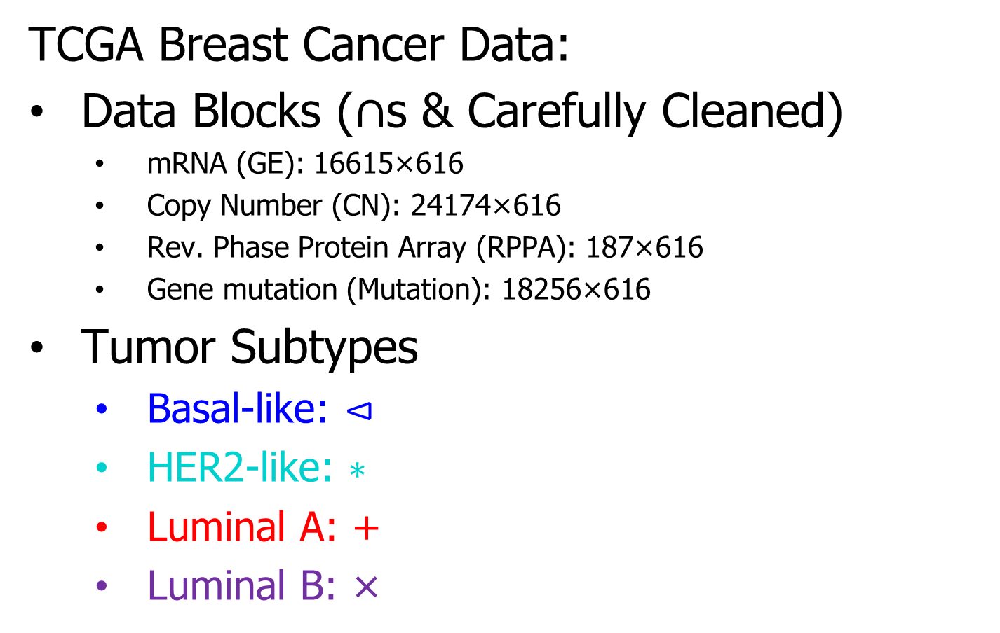 TCGA Breast Cancer Data:
• Data Blocks (∩s & Carefully Cleaned)
• mRNA (GE): 16615×616
• Copy Number (CN): 24174×616
• Rev. Phase Protein Array (RPPA): 187×616
• Gene mutation (Mutation): 18256×616
• Tumor Subtypes
• Basal-like: ⊲
• HER2-like: *
• Luminal A: +
• Luminal B: ×